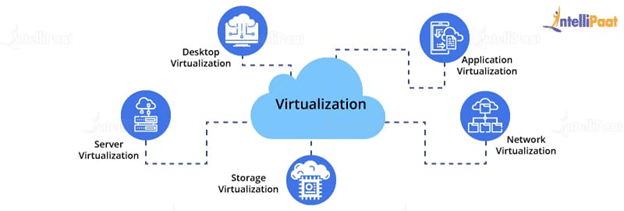 IntelliPaat
Desktop
Virtualization
Application
Virtualization
Virtualization
Server
Virtualization
Network
Virtualization
Storage
Virtualization